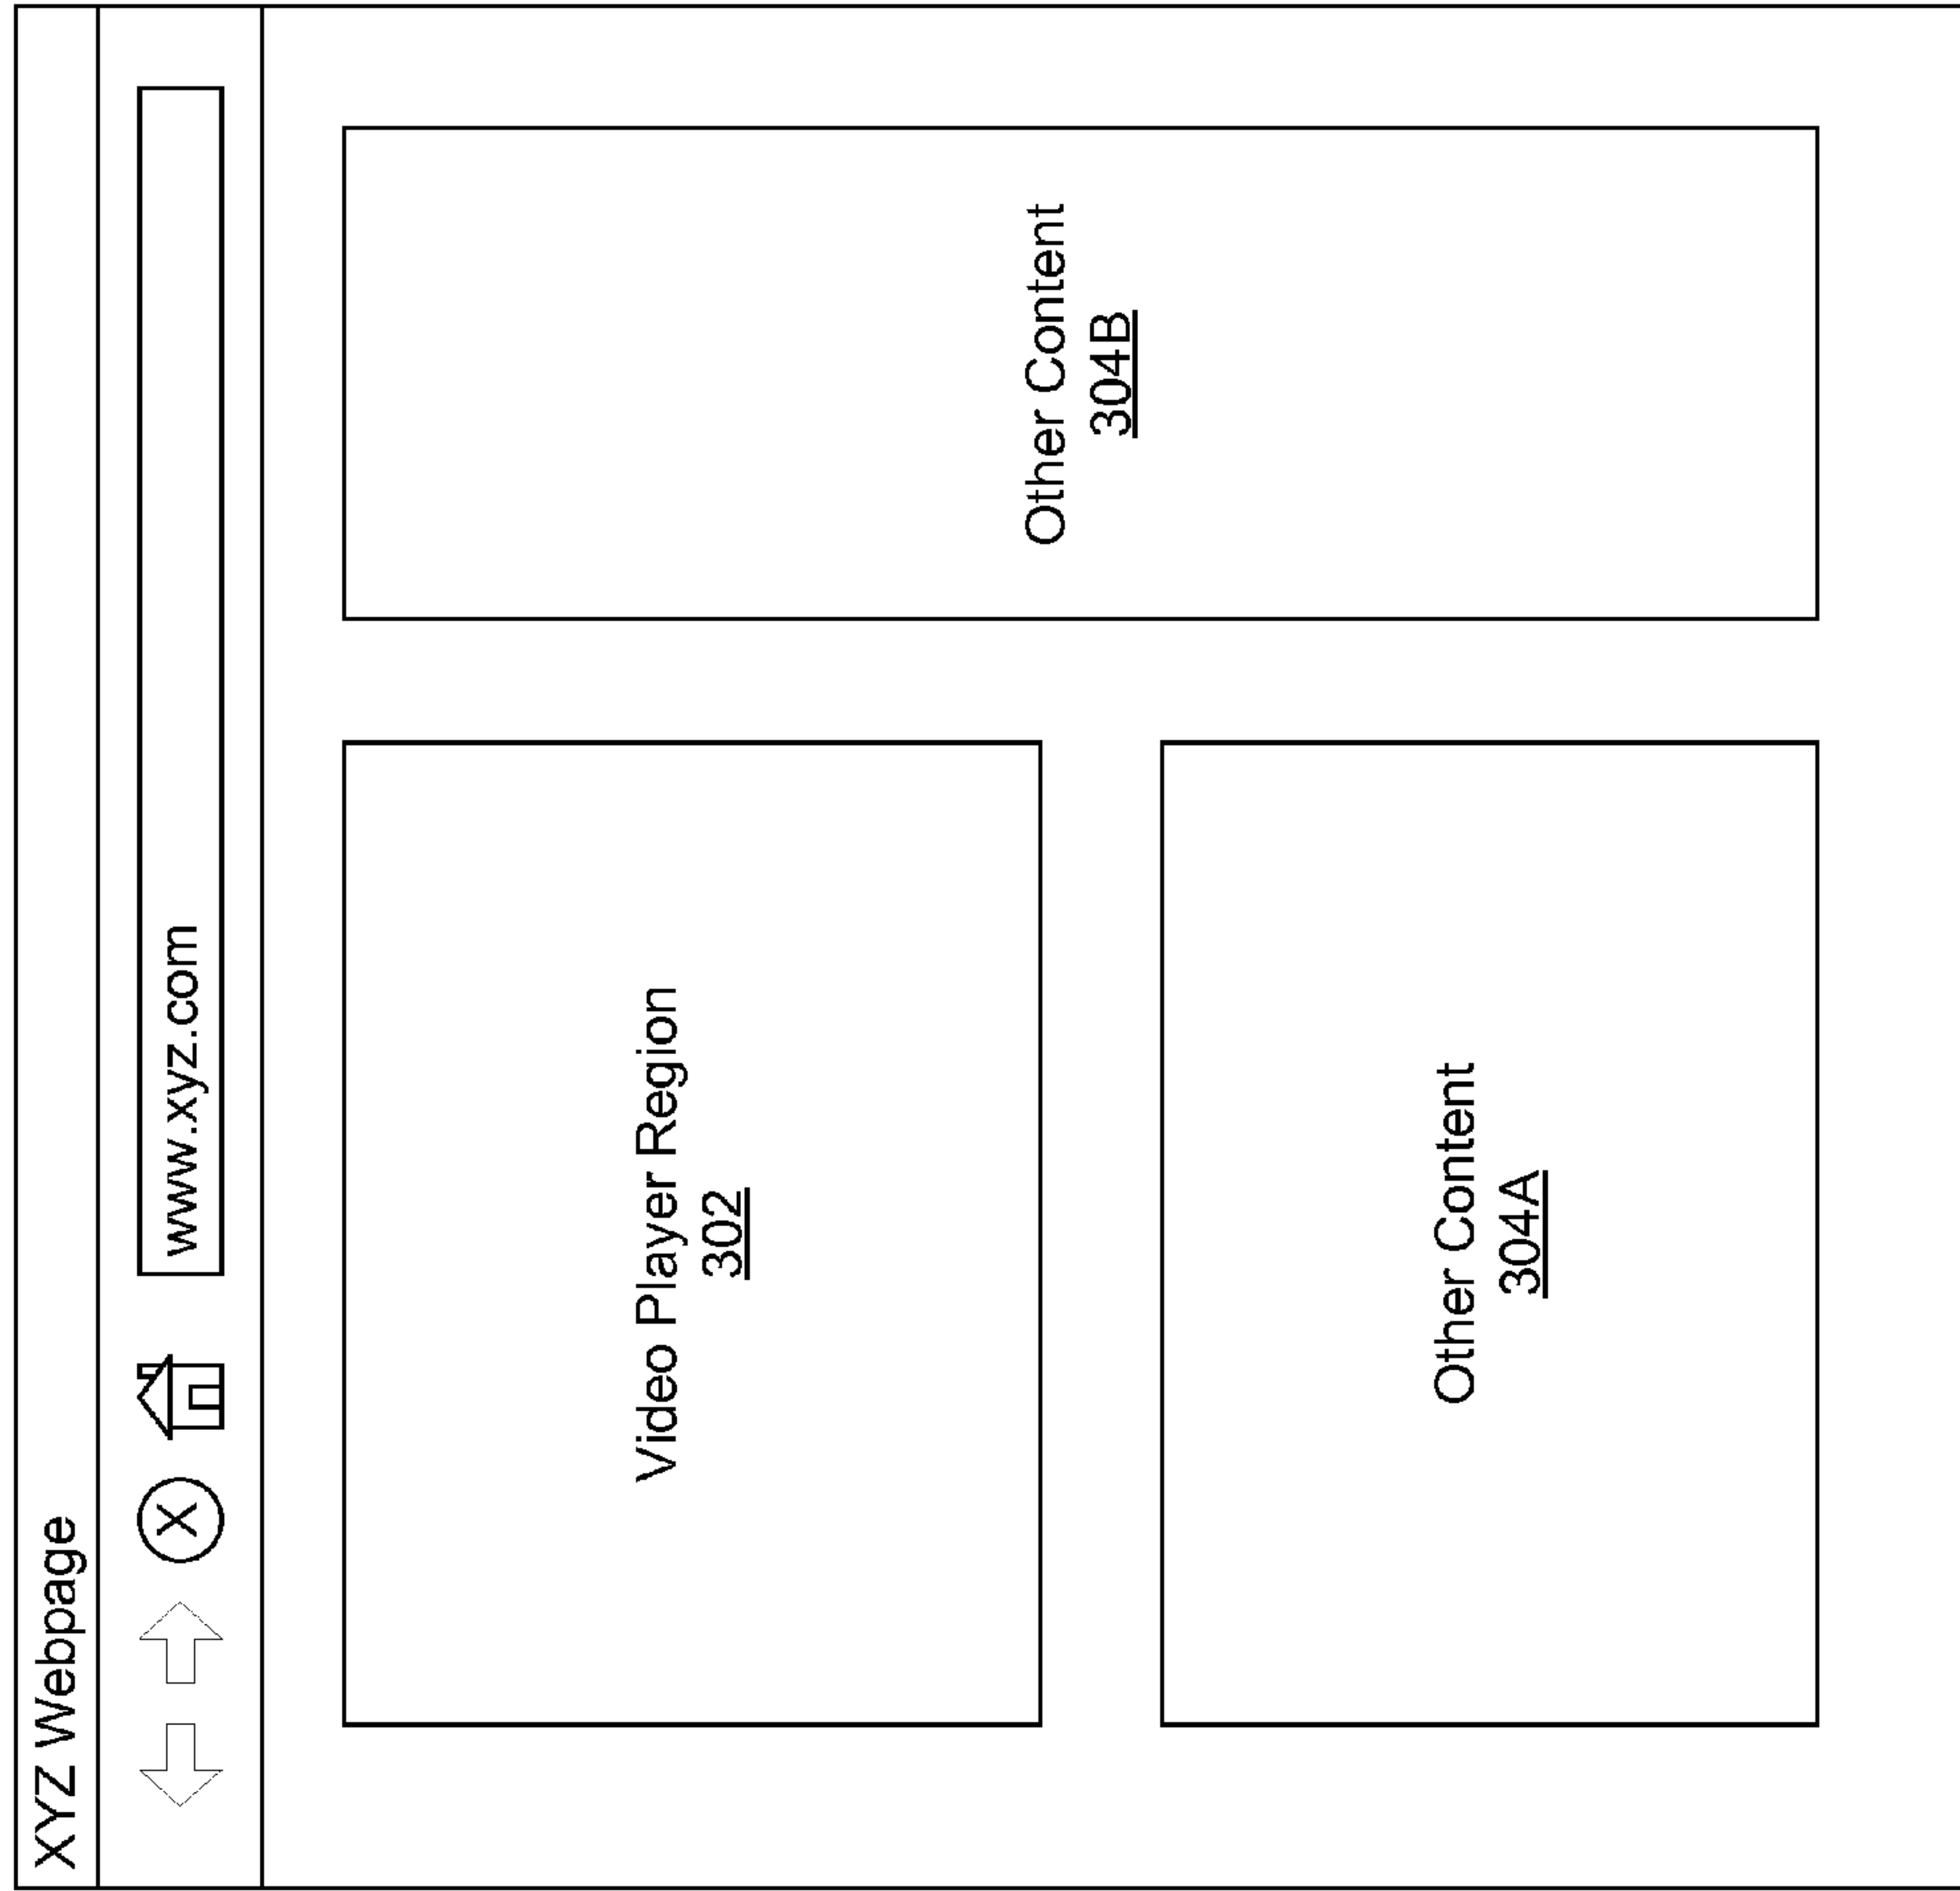 XYZ Webpage
X
www.xyz.com
Video Player Region
302
Other Content
304B
Other Content
304A